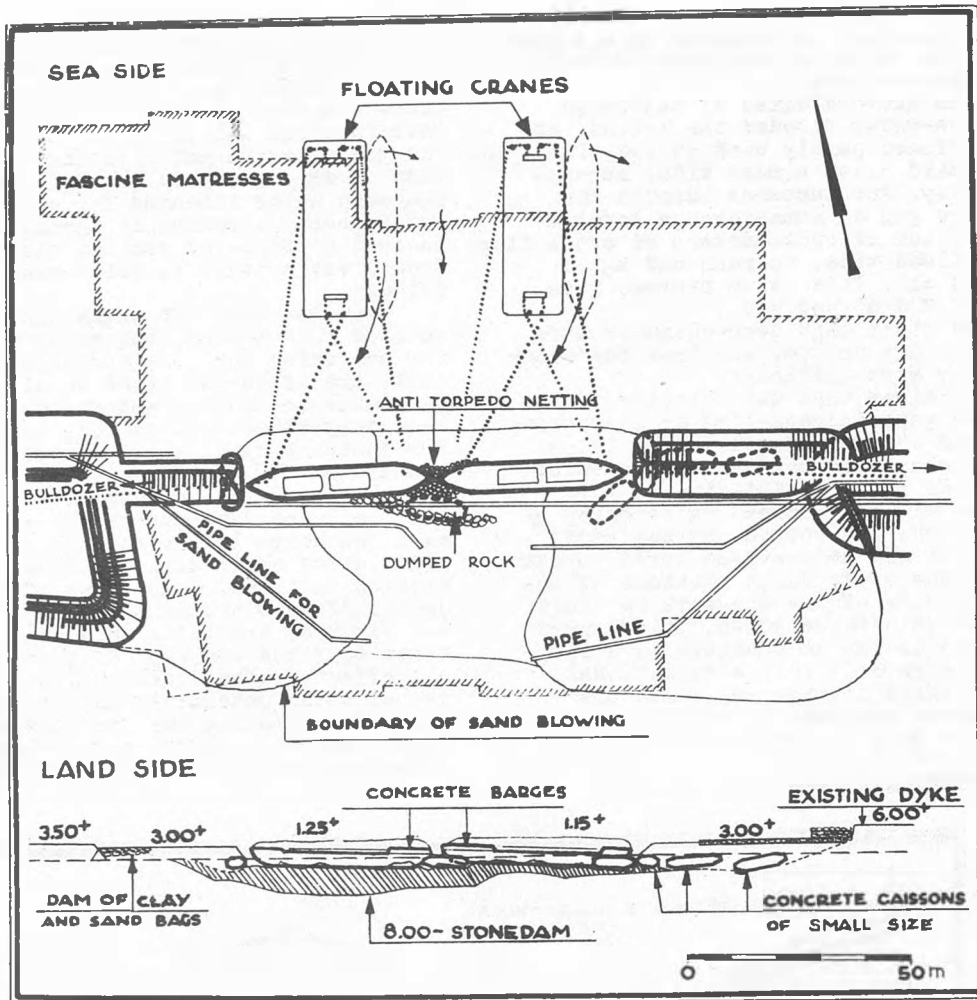 SEA SIDE
FLOATING CRANES
FASCINE MATRESSES
ANTI TORPEDO NETTING
BULLDOZER
BULLDOZER
PIPE LINE FOR
SAND BLOWING
DUMPED ROCK
PIPE LINE
BOUNDARY OF SAND BLOWING
LAND SIDE
CONCRETE BARGES
EXISTING DYKE
3.50+
3.00+
1.25+
1.15+
3.00+
6.00+
DAM OF CLAY
AND SAND BAGS
8.00- STONEDAM
CONCRETE CAISSONS
OF SMALL SIZE
0
50 m